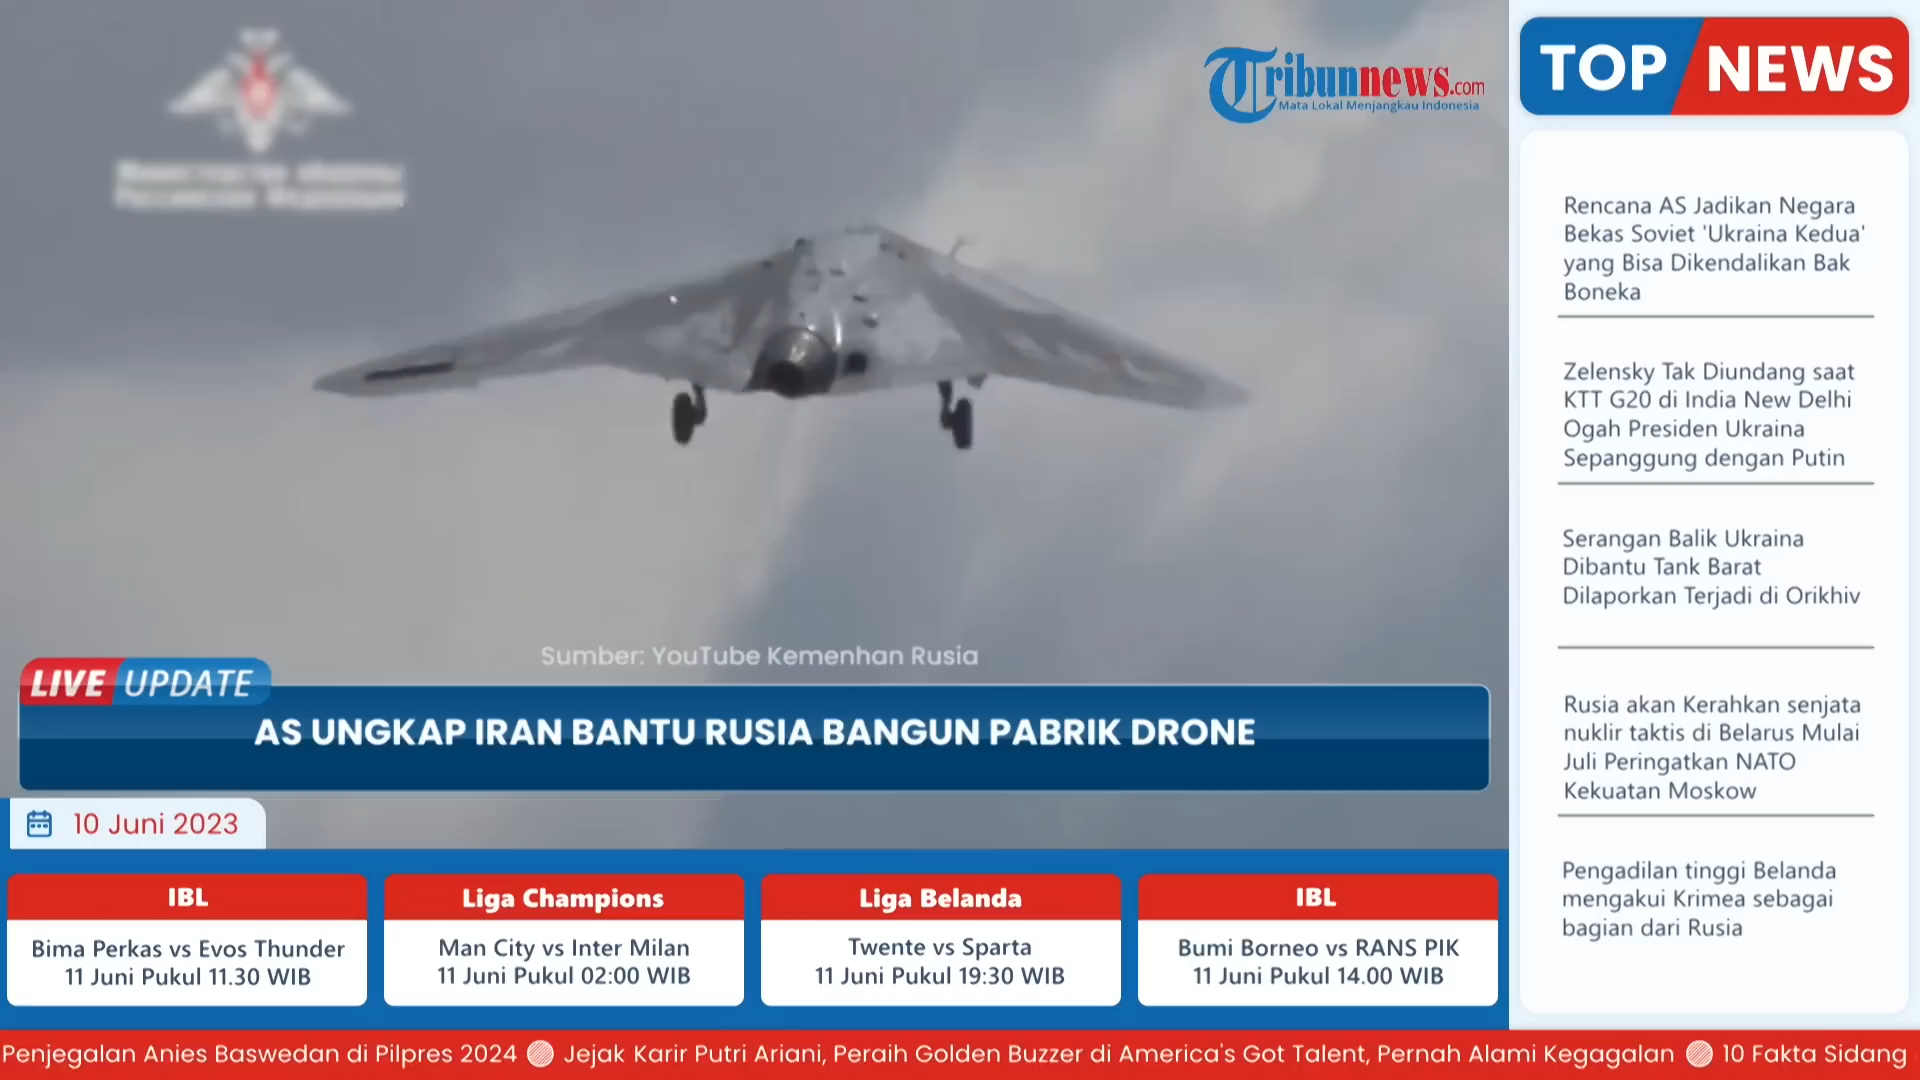 Министерство обороны
Российской Федерации
Tribunnews.com
Mata Lokal Menjangkau Indonesia
TOP NEWS
Rencana AS Jadikan Negara
Bekas Soviet 'Ukraina Kedua'
yang Bisa Dikendalikan Bak
Boneka
Zelensky Tak Diundang saat
KTT G20 di India New Delhi
Ogah Presiden Ukraina
Sepanggung dengan Putin
Serangan Balik Ukraina
Dibantu Tank Barat
Dilaporkan Terjadi di Orikhiv
Rusia akan Kerahkan senjata
nuklir taktis di Belarus Mulai
Juli Peringatkan NATO
Kekuatan Moskow
Pengadilan tinggi Belanda
mengakui Krimea sebagai
bagian dari Rusia
Sumber: YouTube Kemenhan Rusia
LIVE UPDATE
AS UNGKAP IRAN BANTU RUSIA BANGUN PABRIK DRONE
10 Juni 2023
IBL
Bima Perkas vs Evos Thunder
11 Juni Pukul 11.30 WIB
Liga Champions
Man City vs Inter Milan
11 Juni Pukul 02:00 WIB
Liga Belanda
Twente vs Sparta
11 Juni Pukul 19:30 WIB
IBL
Bumi Borneo vs RANS PIK
11 Juni Pukul 14.00 WIB
Penjegalan Anies Baswedan di Pilpres 2024 Jejak Karir Putri Ariani, Peraih Golden Buzzer di America's Got Talent, Pernah Alami Kegagalan 10 Fakta Sidang